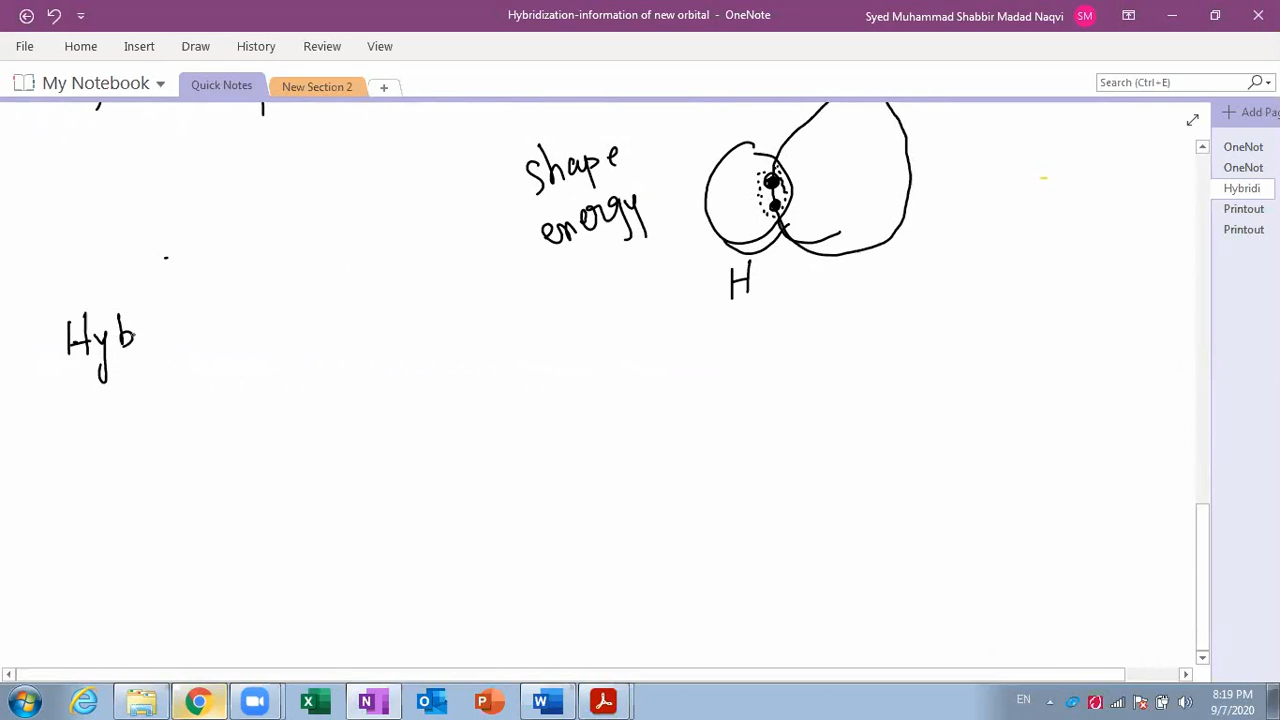 Hybridization-information of new orbital - OneNote
Syed Muhammad Shabbir Madad Naqvi
SM
File Home Insert Draw History Review View
My Notebook
Quick Notes
New Section 2
Search (Ctrl+E)
Add Pag
OneNot
OneNot
Hybridi
Printout
Printout
shape
energy
H
Hyb
EN
8:19 PM
9/7/2020